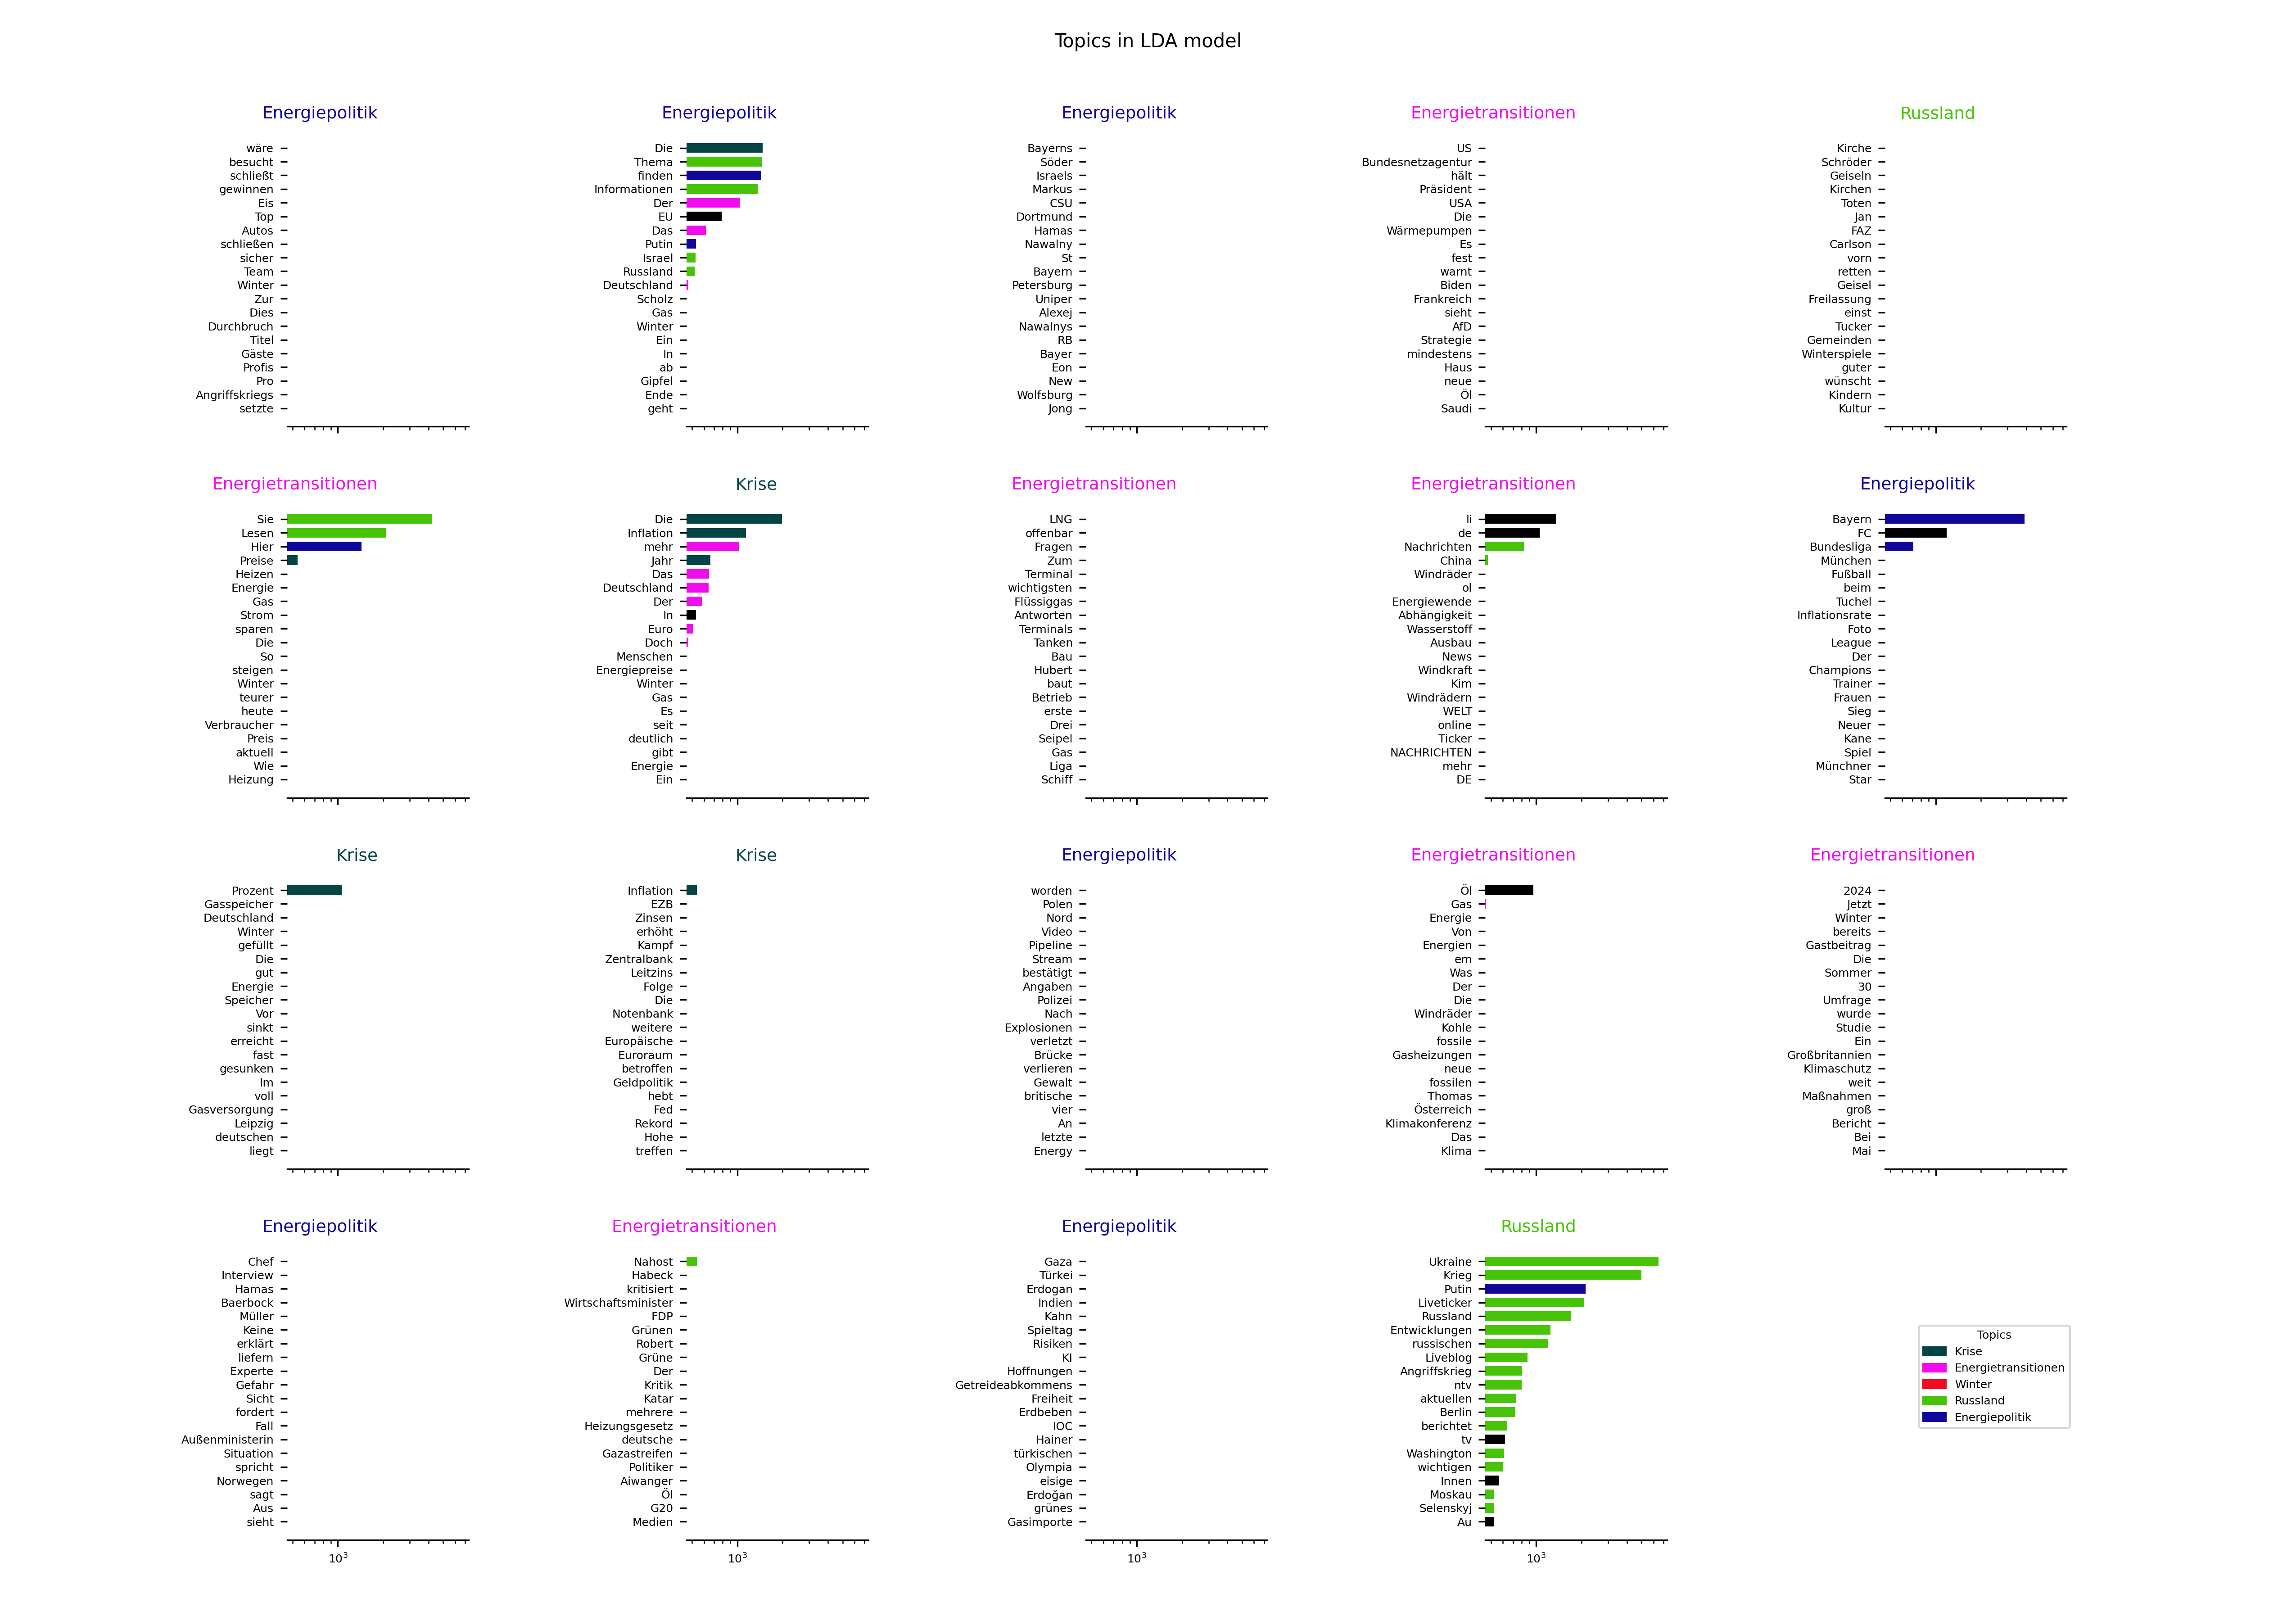 Topics in LDA model
Energiepolitik
wäre
besucht
schließt
gewinnen
Eis
Top
Autos
schließen
sicher
Team
Winter
Zur
Dies
Durchbruch
Titel
Gäste
Profis
Pro
Angriffskriegs
setzte
Energiepolitik
Die
Thema
finden
Informationen
Der
EU
Das
Putin
Israel
Russland
Deutschland
Scholz
Gas
Winter
Ein
In
ab
Gipfel
Ende
geht
Energiepolitik
Bayerns
Söder
Israels
Markus
CSU
Dortmund
Hamas
Nawalny
St
Bayern
Petersburg
Uniper
Alexej
Nawalnys
RB
Bayer
Eon
New
Wolfsburg
Jong
Energietransitionen
US
Bundesnetzagentur
hält
Präsident
USA
Die
Wärmepumpen
Es
fest
warnt
Biden
Frankreich
sieht
AfD
Strategie
mindestens
Haus
neue
Öl
Saudi
Russland
Kirche
Schröder
Geiseln
Kirchen
Toten
Jan
FAZ
Carlson
vorn
retten
Geisel
Freilassung
einst
Tucker
Gemeinden
Winterspiele
guter
wünscht
Kindern
Kultur
Energietransitionen
Sie
Lesen
Hier
Preise
Heizen
Energie
Gas
Strom
sparen
Die
So
steigen
Winter
teurer
heute
Verbraucher
Preis
aktuell
Wie
Heizung
Krise
Die
Inflation
mehr
Jahr
Das
Deutschland
Der
In
Euro
Doch
Menschen
Energiepreise
Winter
Gas
Es
seit
deutlich
gibt
Energie
Ein
Energietransitionen
LNG
offenbar
Fragen
Zum
Terminal
wichtigsten
Flüssiggas
Antworten
Terminals
Tanken
Bau
Hubert
baut
Betrieb
erste
Drei
Seipel
Gas
Liga
Schiff
Energietransitionen
li
de
Nachrichten
China
Windräder
ol
Energiewende
Abhängigkeit
Wasserstoff
Ausbau
News
Windkraft
Kim
Windrädern
WELT
online
Ticker
NACHRICHTEN
mehr
DE
Energiepolitik
Bayern
FC
Bundesliga
München
Fußball
beim
Tuchel
Inflationsrate
Foto
League
Der
Champions
Trainer
Frauen
Sieg
Neuer
Kane
Spiel
Münchner
Star
Krise
Prozent
Gasspeicher
Deutschland
Winter
gefüllt
Die
gut
Energie
Speicher
Vor
sinkt
erreicht
fast
gesunken
Im
voll
Gasversorgung
Leipzig
deutschen
liegt
Krise
Inflation
EZB
Zinsen
erhöht
Kampf
Zentralbank
Leitzins
Folge
Die
Notenbank
weitere
Europäische
Euroraum
betroffen
Geldpolitik
hebt
Fed
Rekord
Hohe
treffen
Energiepolitik
worden
Polen
Nord
Video
Pipeline
Stream
bestätigt
Angaben
Polizei
Nach
Explosionen
verletzt
Brücke
verlieren
Gewalt
britische
vier
An
letzte
Energy
Energietransitionen
Öl
Gas
Energie
Von
Energien
em
Was
Der
Die
Windräder
Kohle
fossile
Gasheizungen
neue
fossilen
Thomas
Österreich
Klimakonferenz
Das
Klima
Energietransitionen
2024
Jetzt
Winter
bereits
Gastbeitrag
Die
Sommer
30
Umfrage
wurde
Studie
Ein
Großbritannien
Klimaschutz
weit
Maßnahmen
groß
Bericht
Bei
Mai
Energiepolitik
Chef
Interview
Hamas
Baerbock
Müller
Keine
erklärt
liefern
Experte
Gefahr
Sicht
fordert
Fall
Außenministerin
Situation
spricht
Norwegen
sagt
Aus
sieht
10³
Energietransitionen
Nahost
Habeck
kritisiert
Wirtschaftsminister
FDP
Grünen
Robert
Grüne
Der
Kritik
Katar
mehrere
Heizungsgesetz
deutsche
Gazastreifen
Politiker
Aiwanger
Öl
G20
Medien
10³
Energiepolitik
Gaza
Türkei
Erdogan
Indien
Kahn
Spieltag
Risiken
KI
Hoffnungen
Getreideabkommens
Freiheit
Erdbeben
IOC
Hainer
türkischen
Olympia
eisige
Erdoğan
grünes
Gasimporte
10³
Russland
Ukraine
Krieg
Putin
Liveticker
Russland
Entwicklungen
russischen
Liveblog
Angriffskrieg
ntv
aktuellen
Berlin
berichtet
tv
Washington
wichtigen
Innen
Moskau
Selenskyj
Au
10³
Topics
Krise
Energietransitionen
Winter
Russland
Energiepolitik